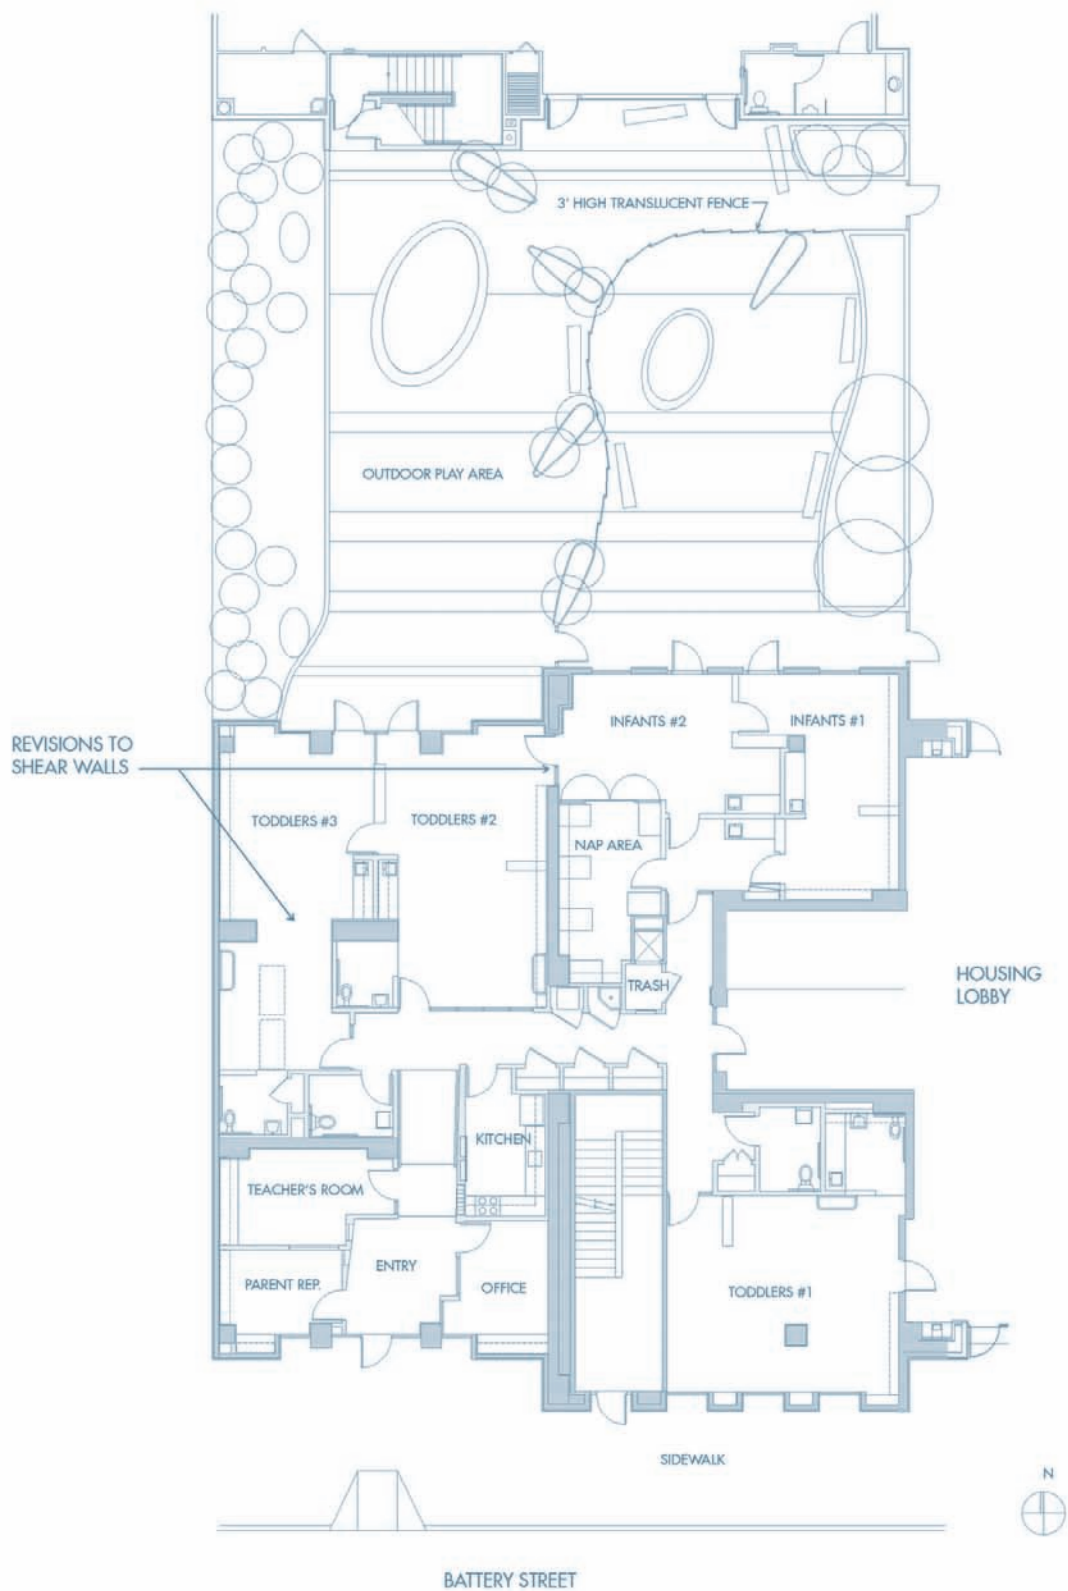 3' HIGH TRANSLUCENT FENCE
OUTDOOR PLAY AREA
INFANTS #2
INFANTS #1
REVISIONS TO
SHEAR WALLS
TODDLERS #3
TODDLERS #2
NAP AREA
TRASH
HOUSING
LOBBY
KITCHEN
TEACHER'S ROOM
ENTRY
PARENT REP.
OFFICE
TODDLERS #1
SIDEWALK
N
BATTERY STREET